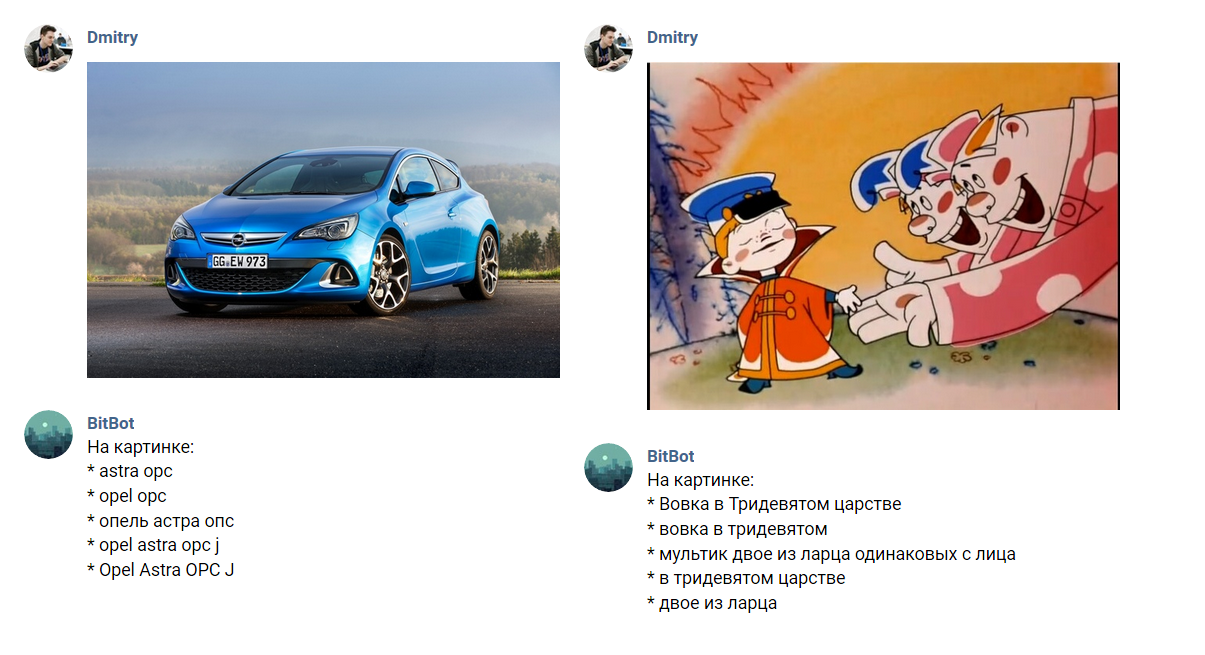 Dmitry
GG EW 973
BitBot
На картинке:
* astra opc
* opel opc
* опель астра опс
* opel astra opc j
* Opel Astra OPC J
Dmitry
BitBot
На картинке:
* Вовка в Тридевятом царстве
* вовка в тридевятом
* мультик двое из ларца одинаковых с лица
* в тридевятом царстве
* двое из ларца